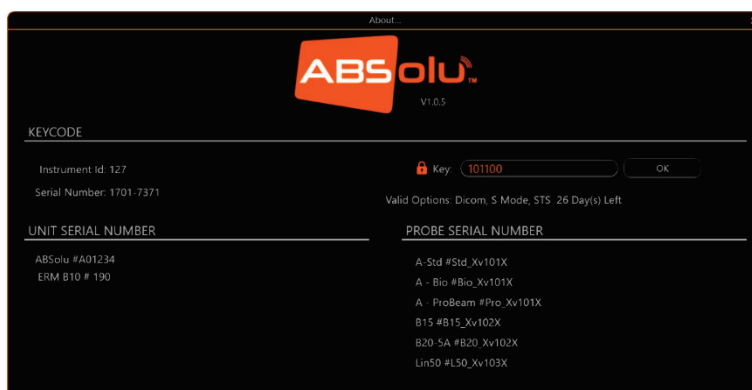 About...
ABSolu™
V1.0.5
KEYCODE
Instrument Id: 127
Key: 101100 OK
Serial Number: 1701-7371
Valid Options: Dicom, S Mode, STS 26 Day(s) Left
UNIT SERIAL NUMBER
ABSolu #A01234
ERM B10 # 190
PROBE SERIAL NUMBER
A-Std #Std_Xv101X
A - Bio #Bio_Xv101X
A - ProBeam #Pro_Xv101X
B15 #B15_Xv102X
B20-5A #B20_Xv102X
Lin50 #L50_Xv103X